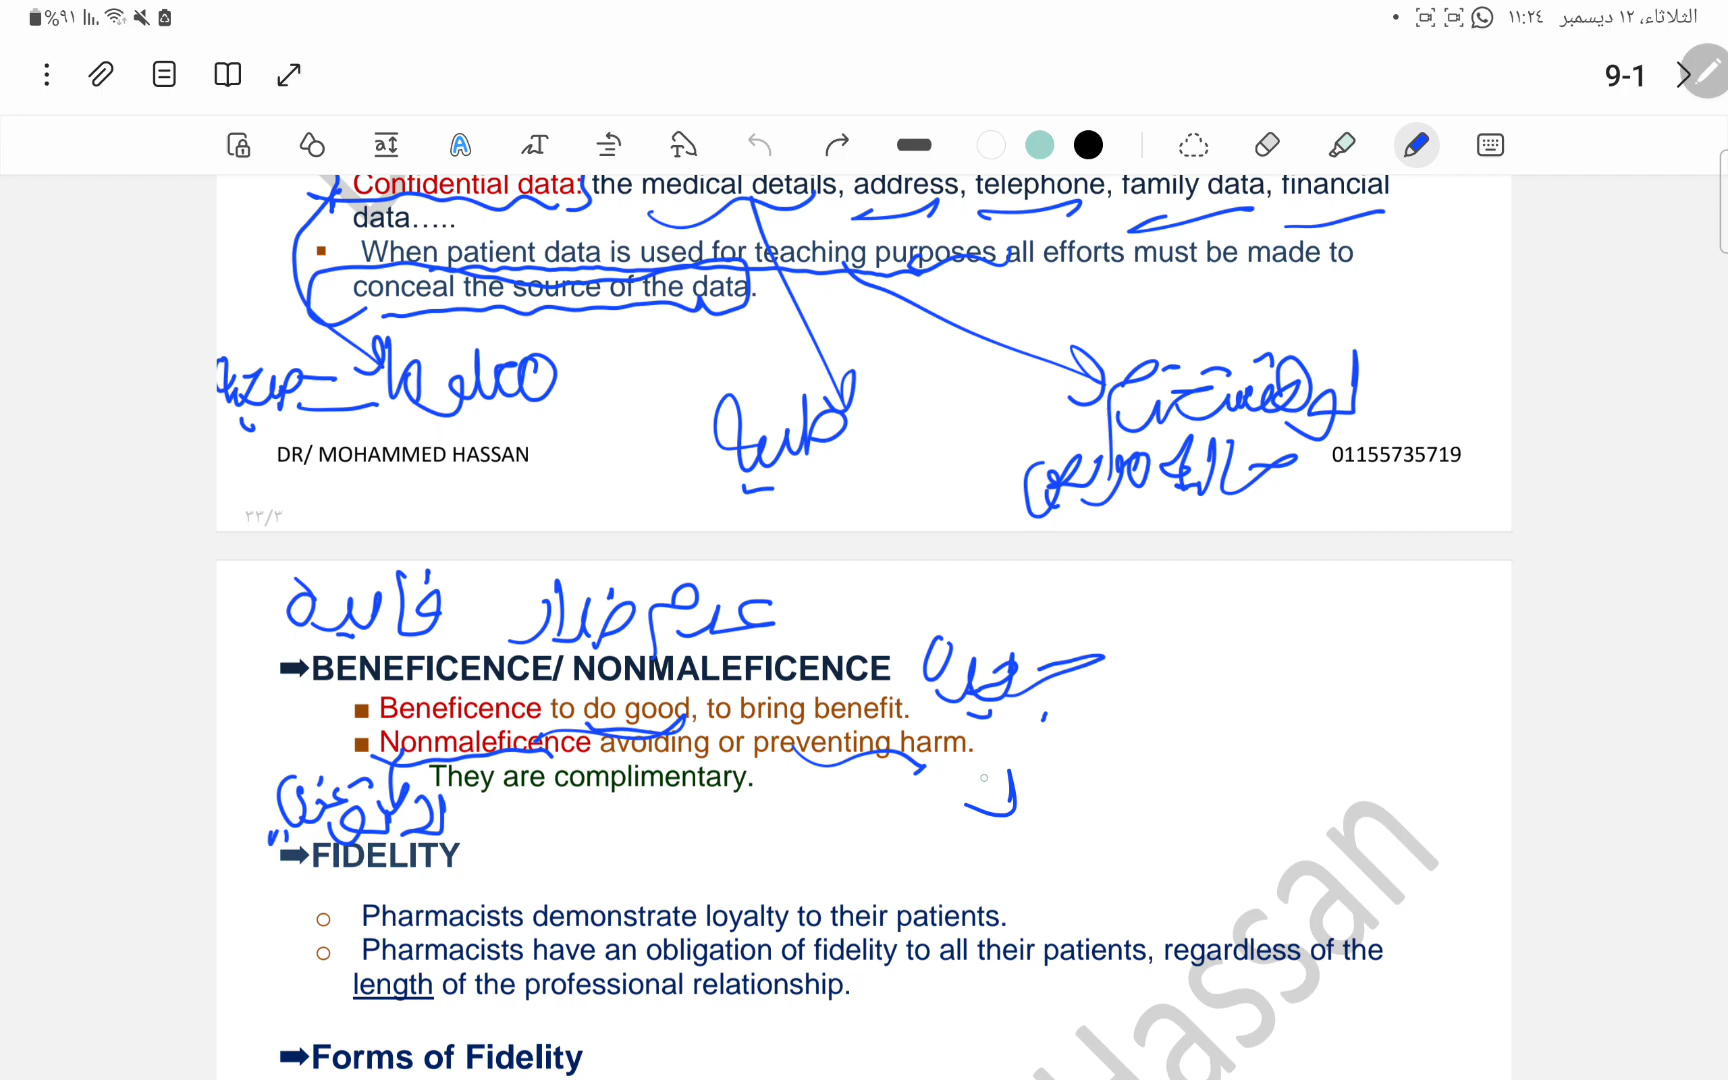 %٩١ الثلاثاء، ١٢ ديسمبر ١١:٢٤
9-1
Confidential data: the medical details, address, telephone, family data, financial
data.....
▪ When patient data is used for teaching purposes all efforts must be made to
conceal the source of the data.
معلومات
طبية
DR/ MOHAMMED HASSAN 01155735719
٣٣/٣
عدم ضرار
➡BENEFICENCE/ NONMALEFICENCE
■ Beneficence to do good, to bring benefit.
■ Nonmaleficence avoiding or preventing harm.
They are complimentary.
➡FIDELITY
○ Pharmacists demonstrate loyalty to their patients.
○ Pharmacists have an obligation of fidelity to all their patients, regardless of the
length of the professional relationship.
➡Forms of Fidelity
Hassan